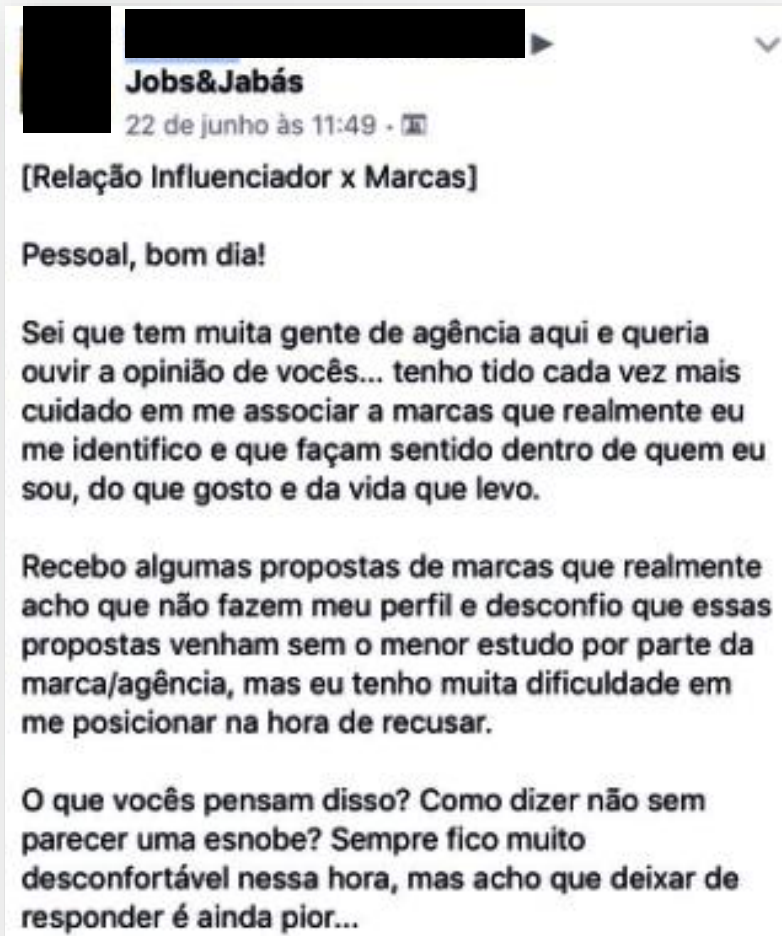 Jobs&Jabás
22 de junho às 11:49 ·
[Relação Influenciador x Marcas]
Pessoal, bom dia!
Sei que tem muita gente de agência aqui e queria
ouvir a opinião de vocês... tenho tido cada vez mais
cuidado em me associar a marcas que realmente eu
me identifico e que façam sentido dentro de quem eu
sou, do que gosto e da vida que levo.
Recebo algumas propostas de marcas que realmente
acho que não fazem meu perfil e desconfio que essas
propostas venham sem o menor estudo por parte da
marca/agência, mas eu tenho muita dificuldade em
me posicionar na hora de recusar.
O que vocês pensam disso? Como dizer não sem
parecer uma esnobe? Sempre fico muito
desconfortável nessa hora, mas acho que deixar de
responder é ainda pior...